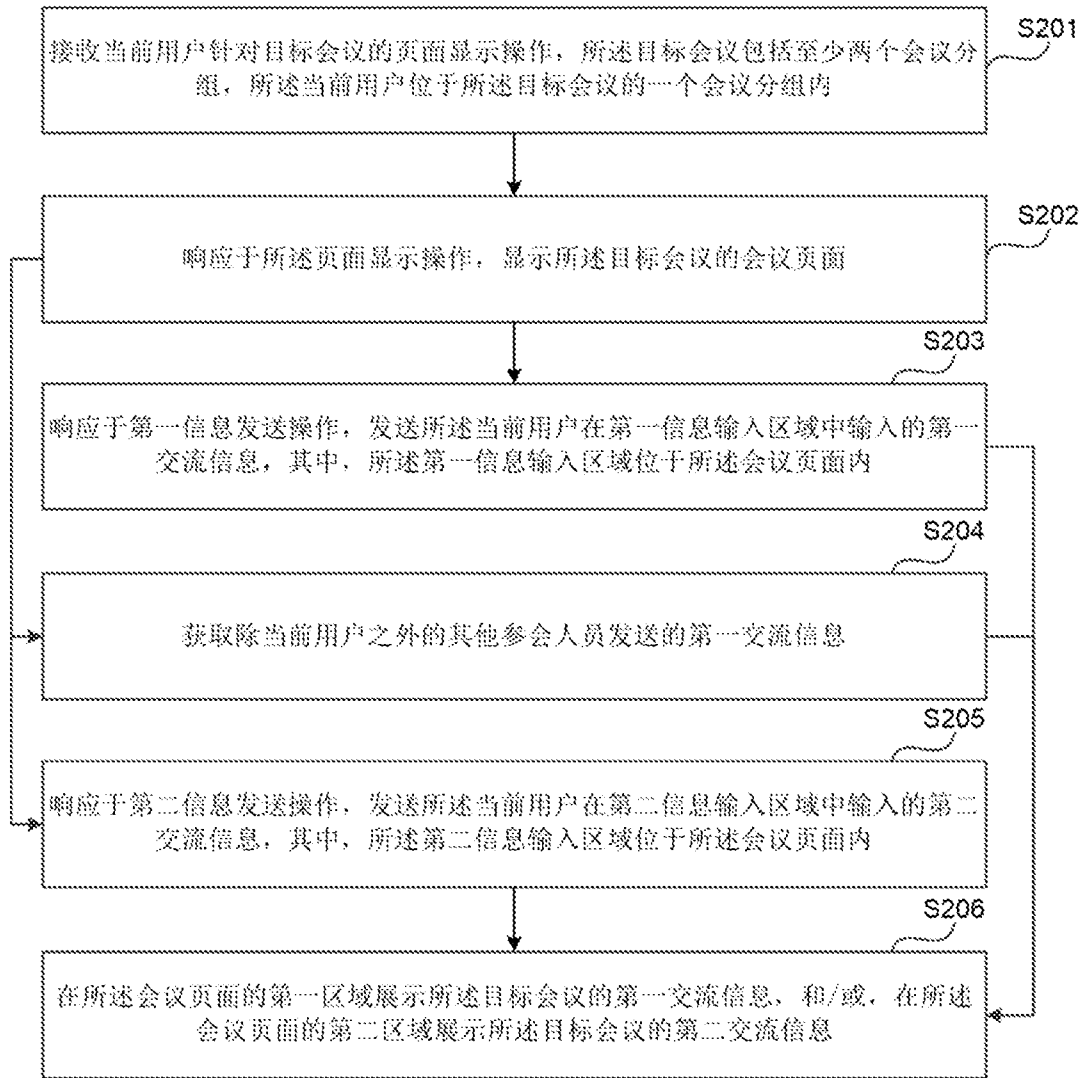 S201
接收当前用户针对目标会议的页面显示操作，所述目标会议包括至少两个会议分
组，所述当前用户位于所述目标会议的一个会议分组内
S202
响应于所述页面显示操作，显示所述目标会议的会议页面
S203
响应于第一信息发送操作，发送所述当前用户在第一信息输入区域中输入的第一
交流信息，其中，所述第一信息输入区域位于所述会议页面内
S204
获取除当前用户之外的其他参会人员发送的第一交流信息
S205
响应于第二信息发送操作，发送所述当前用户在第二信息输入区域中输入的第二
交流信息，其中，所述第二信息输入区域位于所述会议页面内
S206
在所述会议页面的第一区域展示所述目标会议的第一交流信息，和/或，在所述
会议页面的第二区域展示所述目标会议的第二交流信息